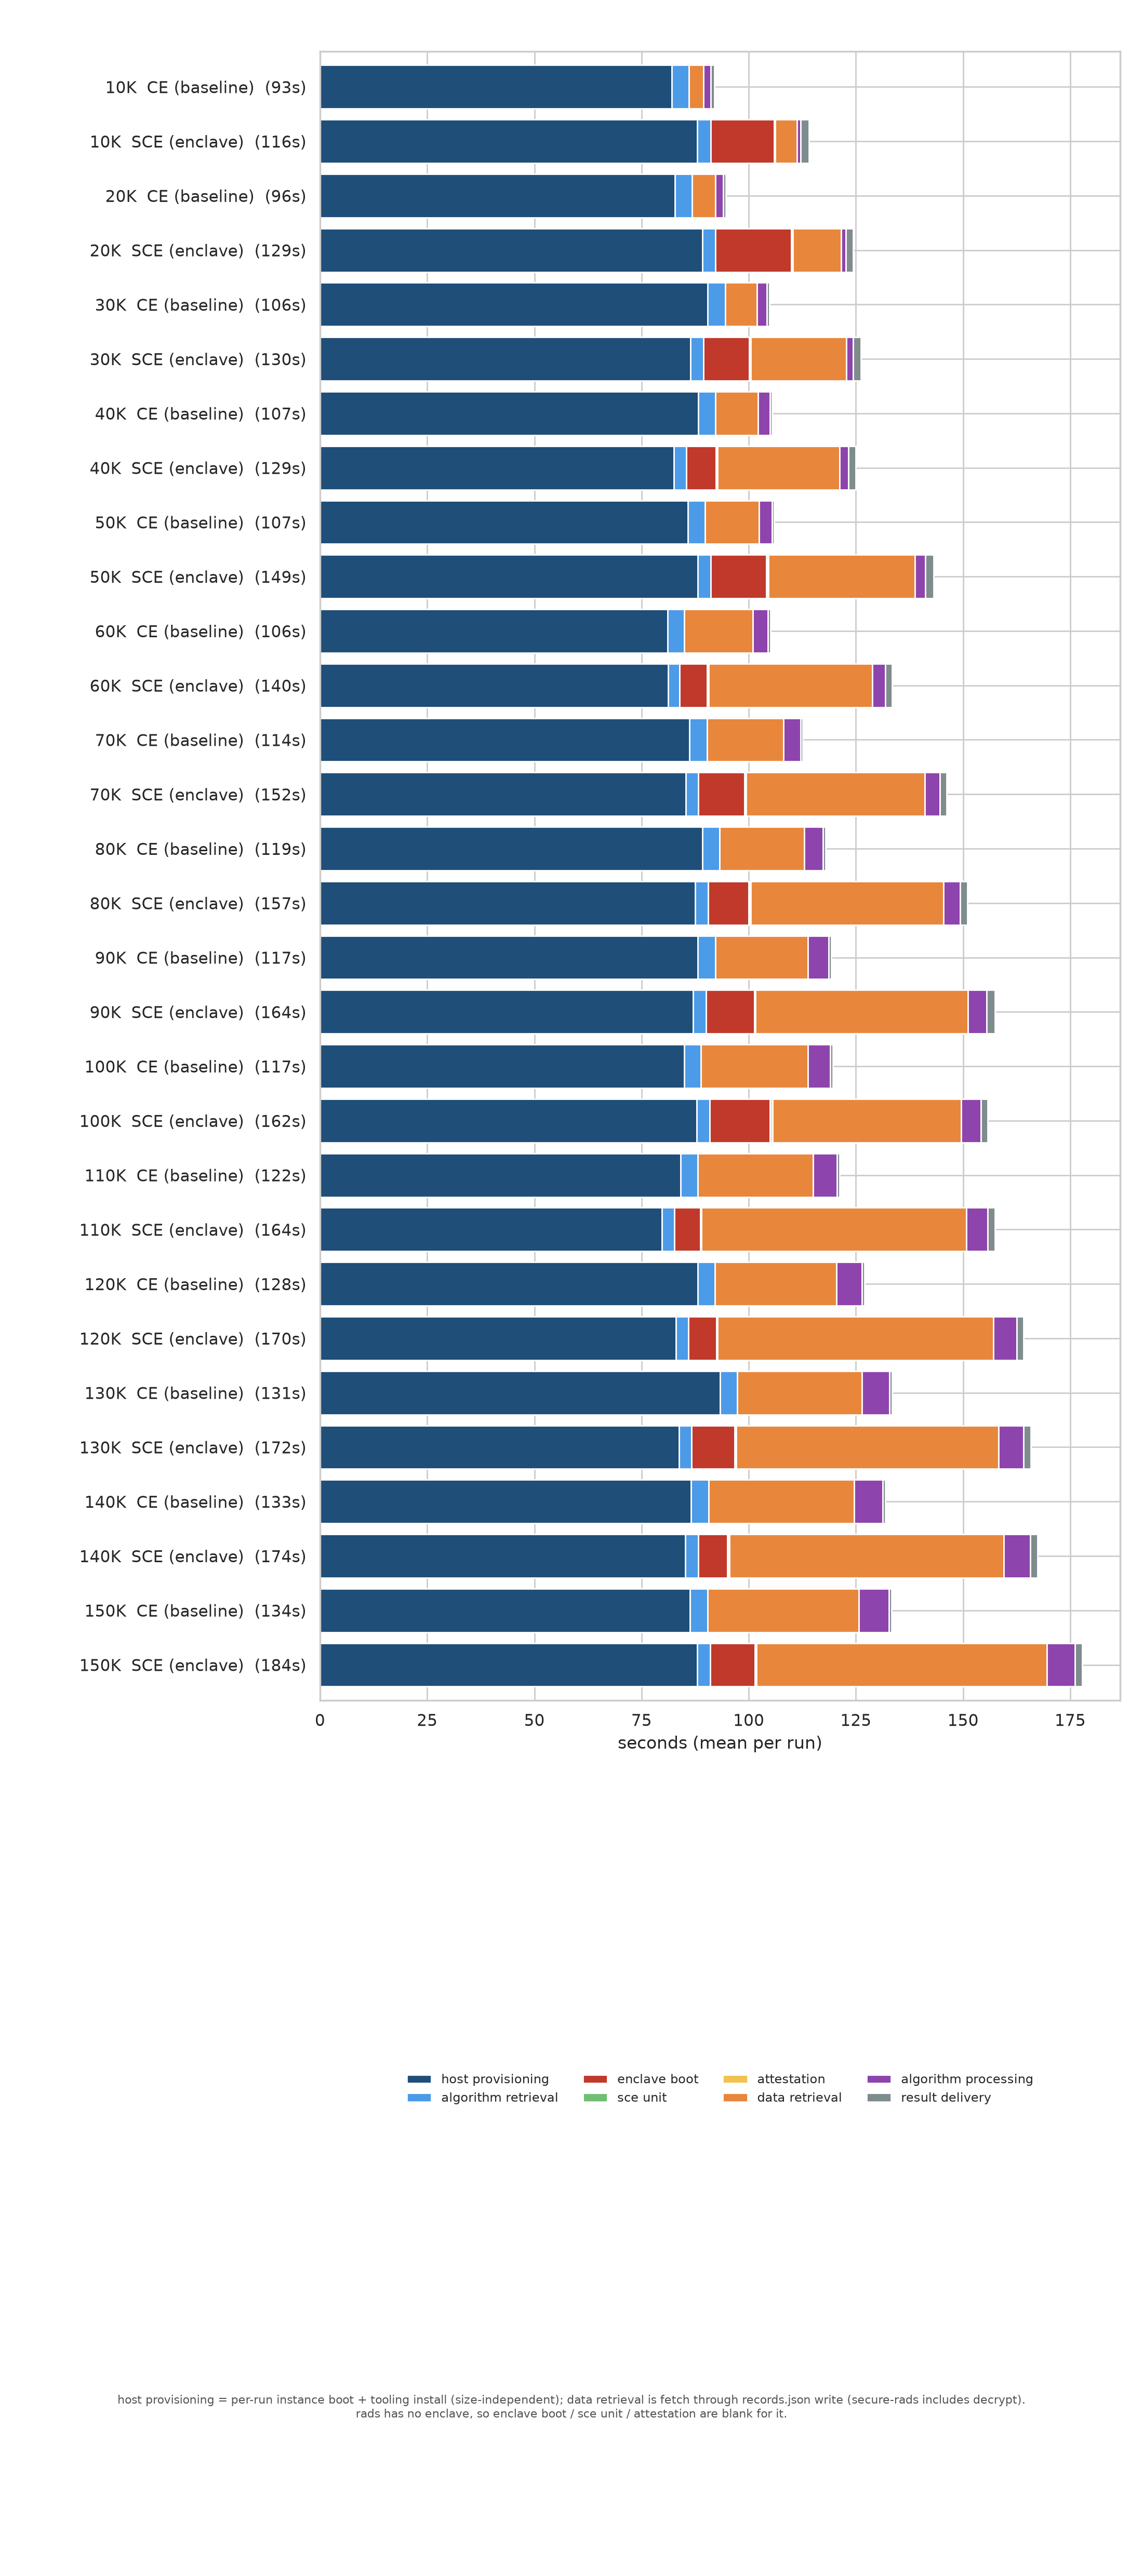 10K  CE (baseline)  (93s)
10K  SCE (enclave)  (116s)
20K  CE (baseline)  (96s)
20K  SCE (enclave)  (129s)
30K  CE (baseline)  (106s)
30K  SCE (enclave)  (130s)
40K  CE (baseline)  (107s)
40K  SCE (enclave)  (129s)
50K  CE (baseline)  (107s)
50K  SCE (enclave)  (149s)
60K  CE (baseline)  (106s)
60K  SCE (enclave)  (140s)
70K  CE (baseline)  (114s)
70K  SCE (enclave)  (152s)
80K  CE (baseline)  (119s)
80K  SCE (enclave)  (157s)
90K  CE (baseline)  (117s)
90K  SCE (enclave)  (164s)
100K  CE (baseline)  (117s)
100K  SCE (enclave)  (162s)
110K  CE (baseline)  (122s)
110K  SCE (enclave)  (164s)
120K  CE (baseline)  (128s)
120K  SCE (enclave)  (170s)
130K  CE (baseline)  (131s)
130K  SCE (enclave)  (172s)
140K  CE (baseline)  (133s)
140K  SCE (enclave)  (174s)
150K  CE (baseline)  (134s)
150K  SCE (enclave)  (184s)
0 25 50 75 100 125 150 175
seconds (mean per run)
host provisioning enclave boot attestation algorithm processing
algorithm retrieval sce unit data retrieval result delivery
host provisioning = per-run instance boot + tooling install (size-independent); data retrieval is fetch through records.json write (secure-rads includes decrypt).
rads has no enclave, so enclave boot / sce unit / attestation are blank for it.